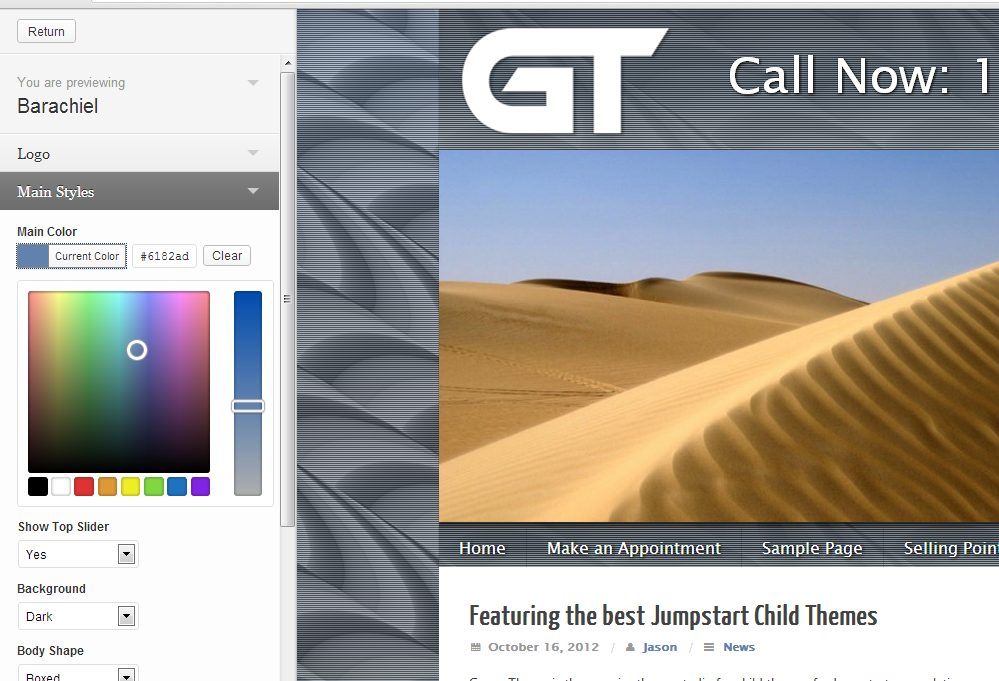 Return
You are previewing
Barachiel
Logo
Main Styles
Main Color
Current Color #6182ad Clear
Show Top Slider
Yes
Background
Dark
Body Shape
Boxed
GT
Call Now: 1
Home Make an Appointment Sample Page Selling Poin
Featuring the best Jumpstart Child Themes
October 16, 2012 / Jason / News